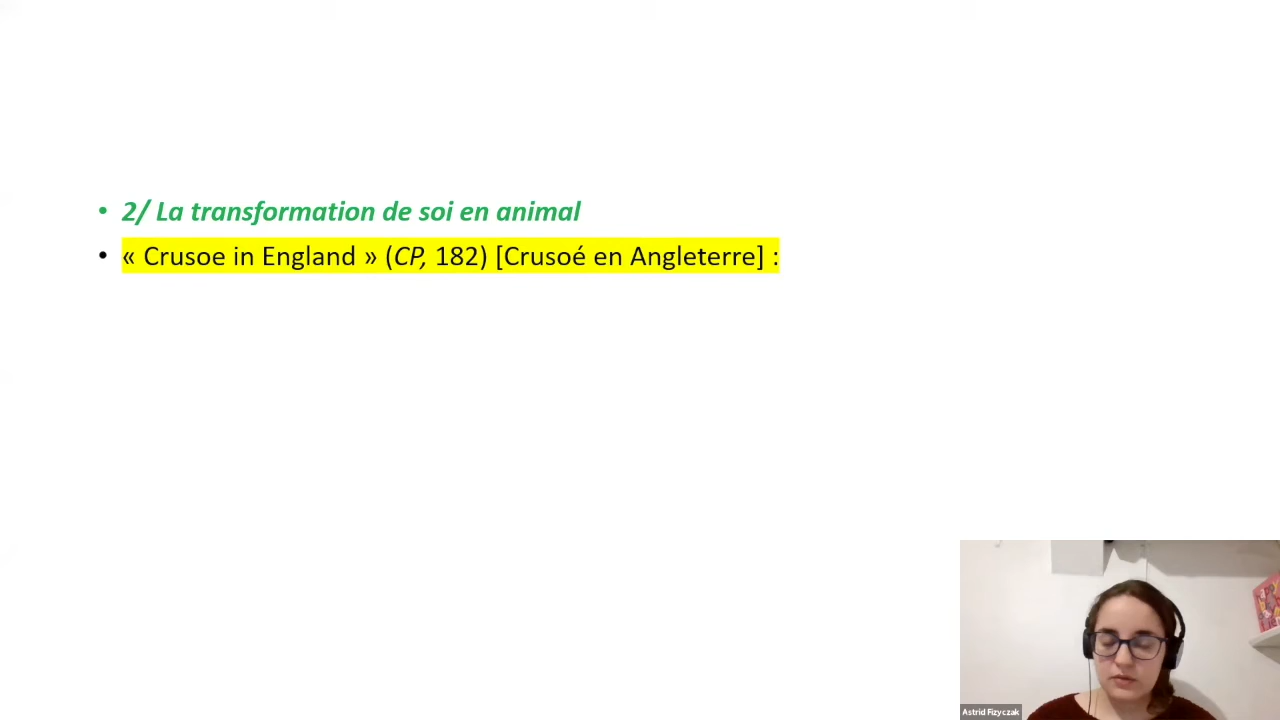 • 2/ La transformation de soi en animal
• « Crusoe in England » (CP, 182) [Crusoé en Angleterre] :
Astrid Fizyczak